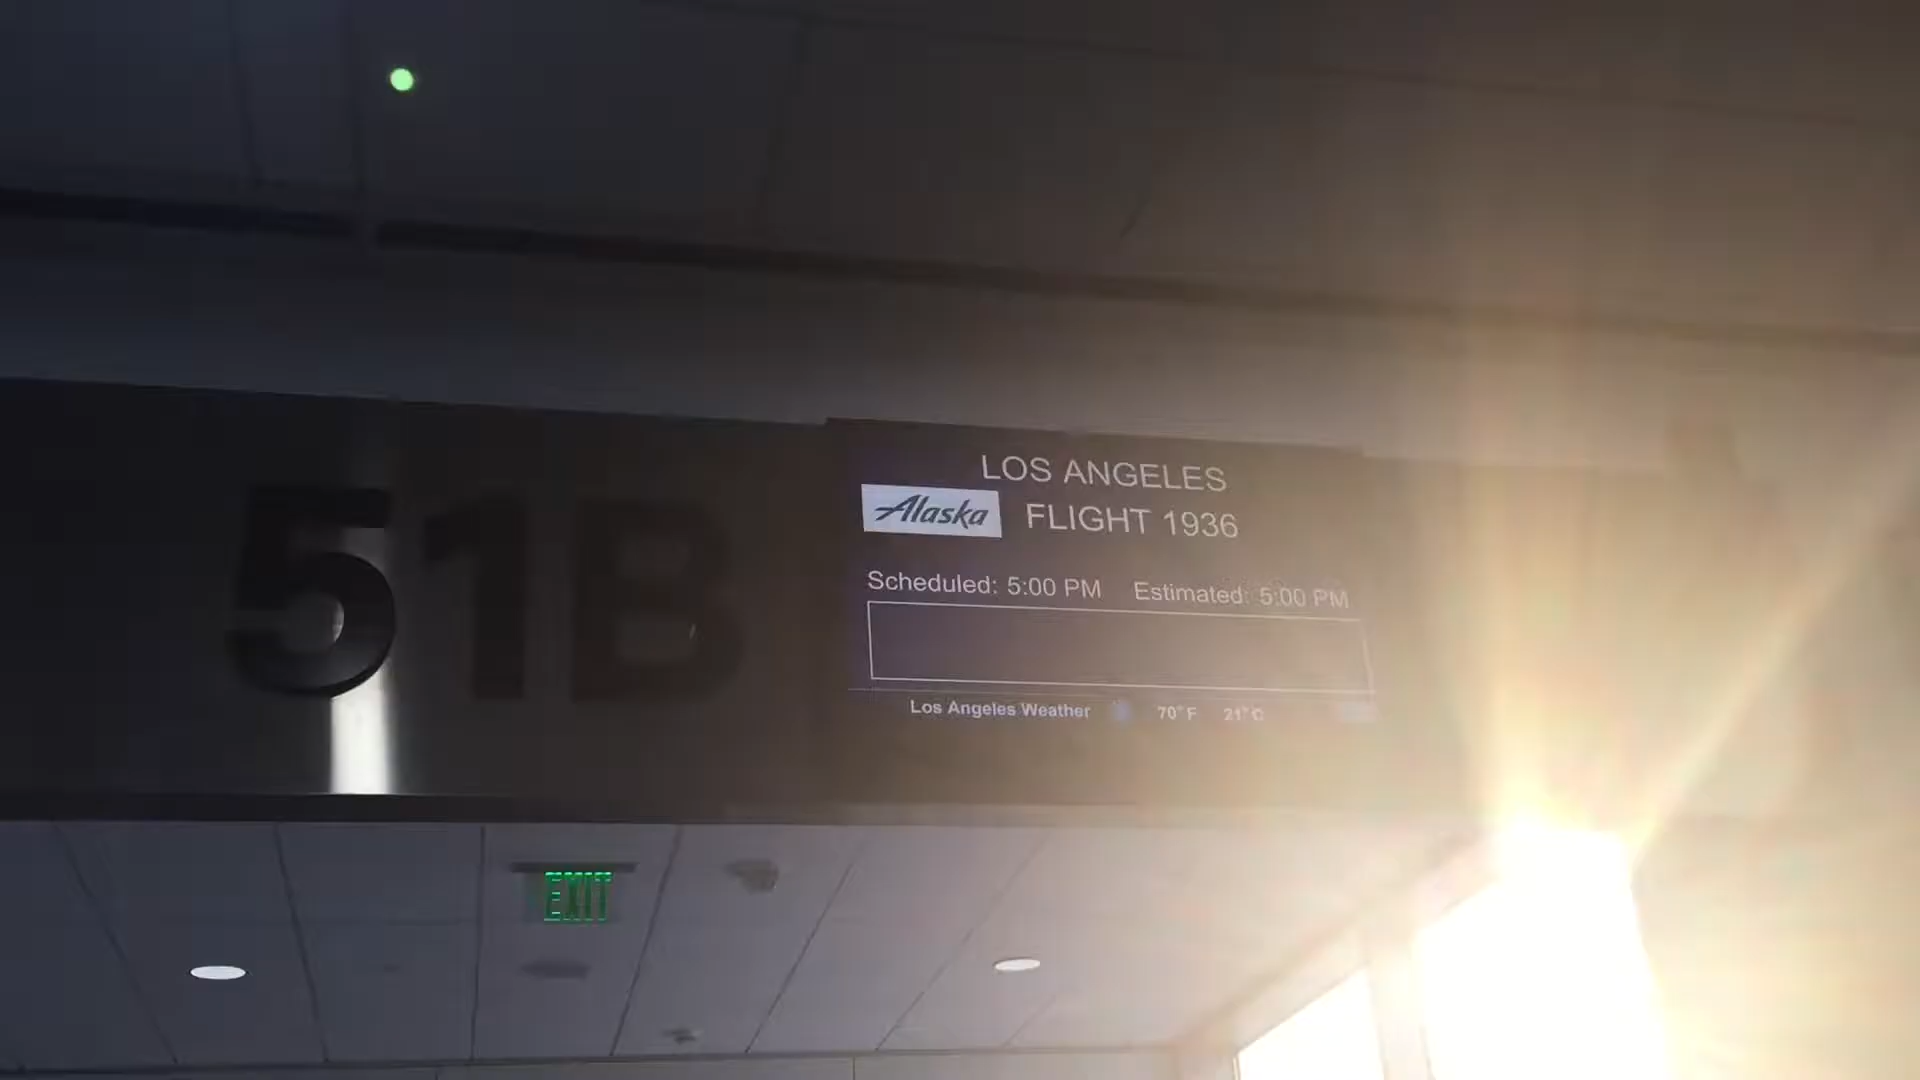 51B
LOS ANGELES
Alaska FLIGHT 1936
Scheduled: 5:00 PM Estimated: 5:00 PM
Los Angeles Weather 70°F 21°C
EXIT